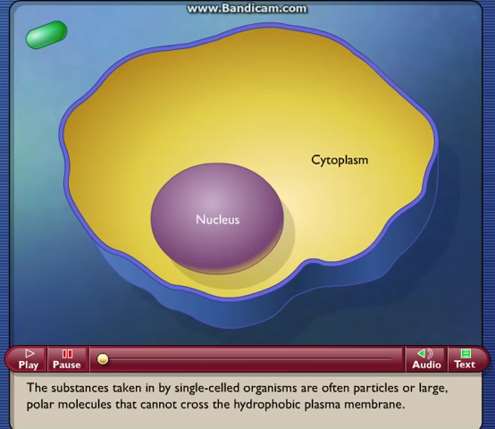 www.Bandicam.com
Cytoplasm
Nucleus
Play Pause Audio Text
The substances taken in by single-celled organisms are often particles or large,
polar molecules that cannot cross the hydrophobic plasma membrane.